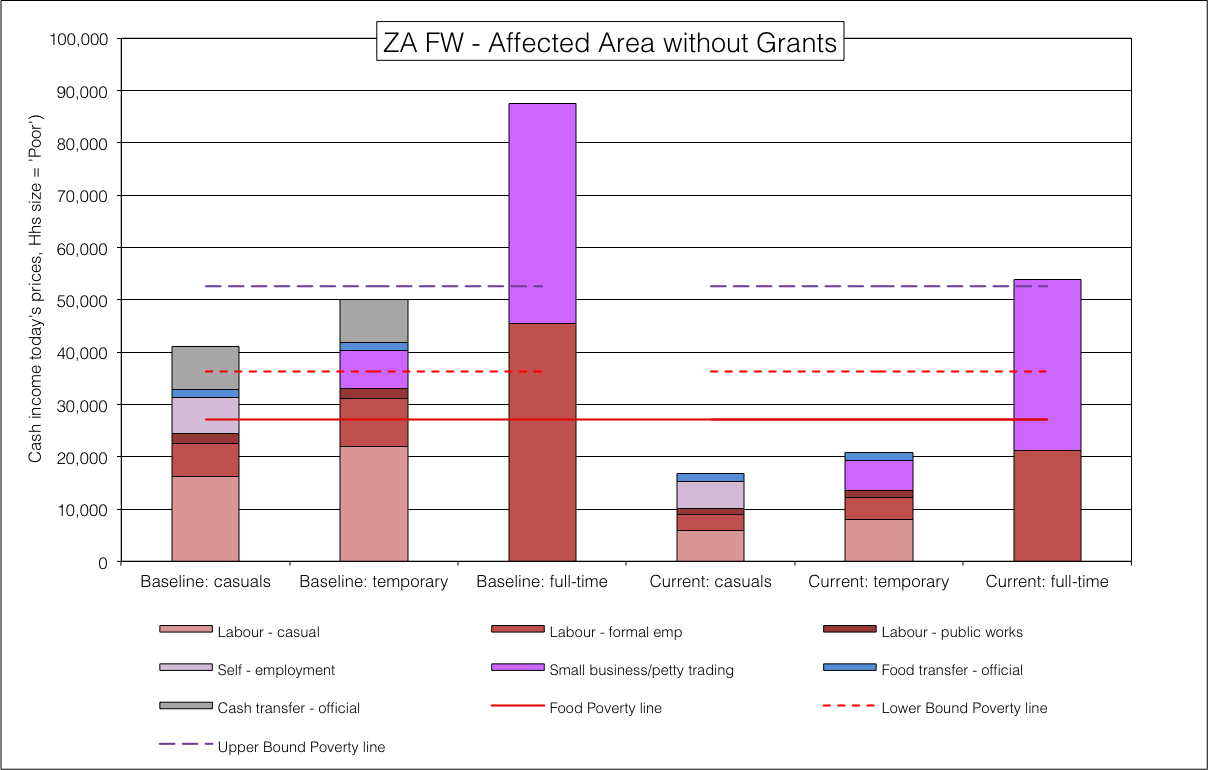 ZA FW - Affected Area without Grants
Cash income today's prices, Hhs size = 'Poor')
100,000
90,000
80,000
70,000
60,000
50,000
40,000
30,000
20,000
10,000
0
Baseline: casuals Baseline: temporary Baseline: full-time Current: casuals Current: temporary Current: full-time
Labour - casual Labour - formal emp Labour - public works
Self - employment Small business/petty trading Food transfer - official
Cash transfer - official Food Poverty line Lower Bound Poverty line
Upper Bound Poverty line